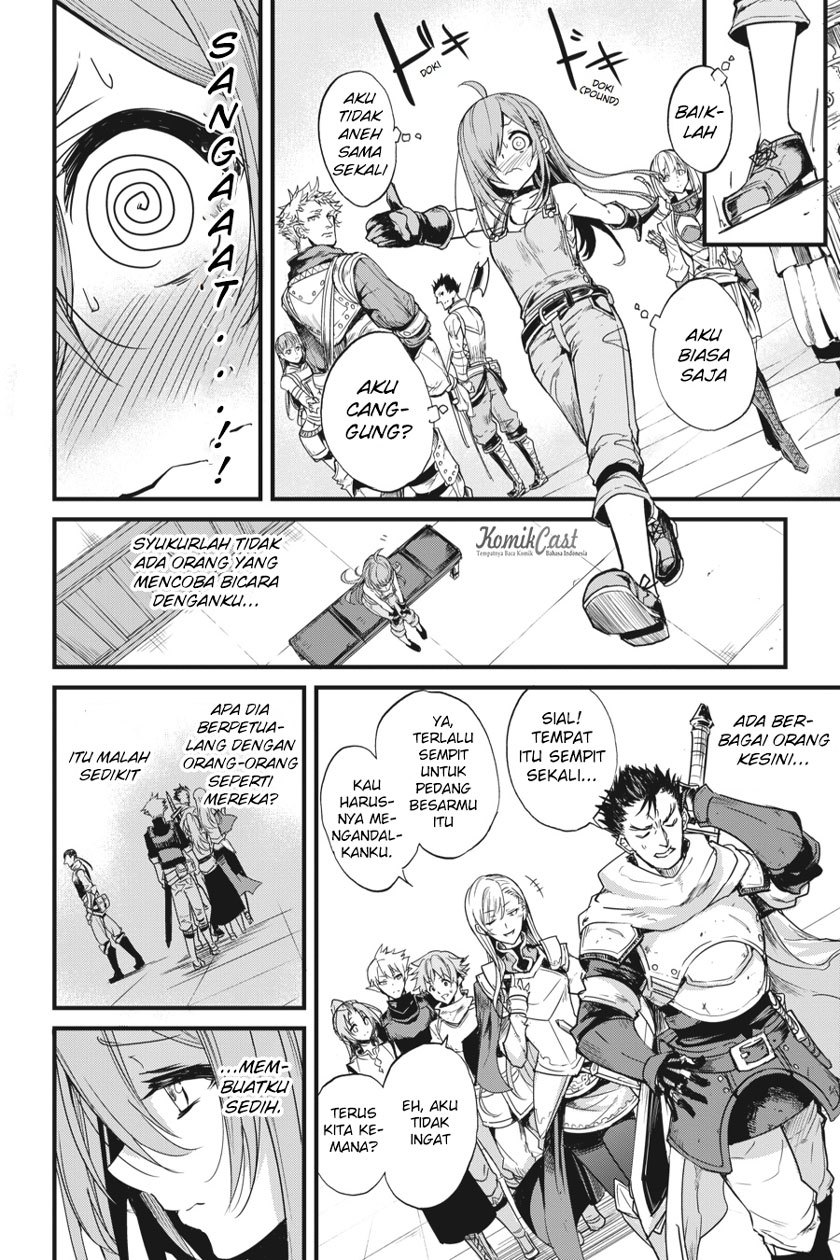 BAIK-
LAH
ドキ
DOKI
(POUND)
ドキ
DOKI
AKU
TIDAK
ANEH
SAMA
SEKALI
AKU
BIASA
SAJA
AKU
CANG-
GUNG?
SANGAAAT...!!
SYUKURLAH TIDAK
ADA ORANG YANG
MENCOBA BICARA
DENGANKU...
KomikCast
Tempatnya Baca Komik Bahasa Indonesia
ADA BER-
BAGAI ORANG
KESINI...
SIAL!
TEMPAT
ITU SEMPIT
SEKALI...
YA,
TERLALU
SEMPIT
UNTUK
PEDANG
BESARMU
ITU
KAU
HARUS-
NYA ME-
NGANDAL-
KANKU.
EH, AKU
TIDAK
INGAT
TERUS
KITA KE-
MANA?
APA DIA
BERPETUA-
LANG DENGAN
ORANG-ORANG
SEPERTI
MEREKA?
ITU MALAH
SEDIKIT
...MEM-
BUATKU
SEDIH.